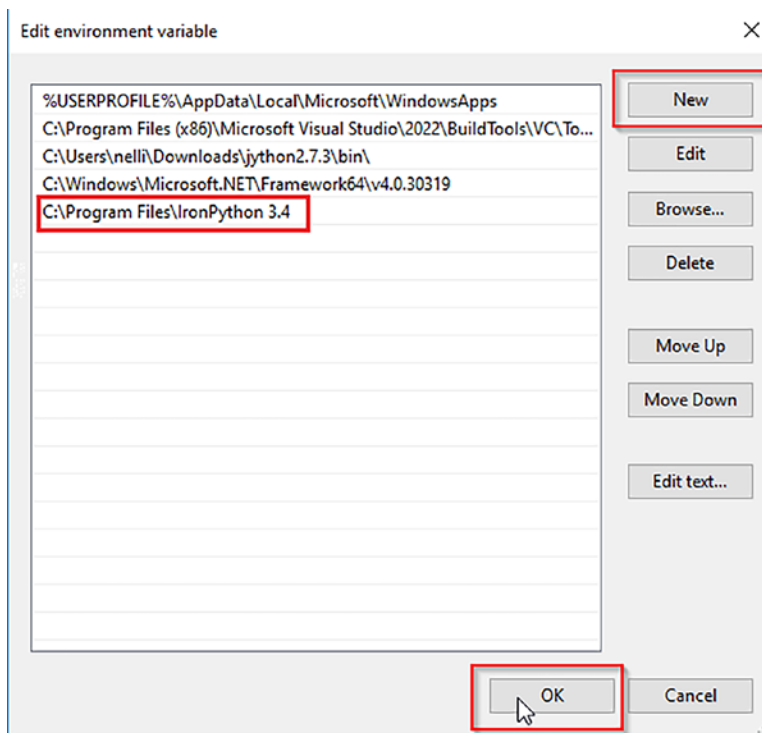 Edit environment variable
%USERPROFILE%\AppData\Local\Microsoft\WindowsApps
C:\Program Files (x86)\Microsoft Visual Studio\2022\BuildTools\VC\To...
C:\Users\nelli\Downloads\jython2.7.3\bin\
C:\Windows\Microsoft.NET\Framework64\v4.0.30319
C:\Program Files\IronPython 3.4
New
Edit
Browse...
Delete
Move Up
Move Down
Edit text...
OK
Cancel